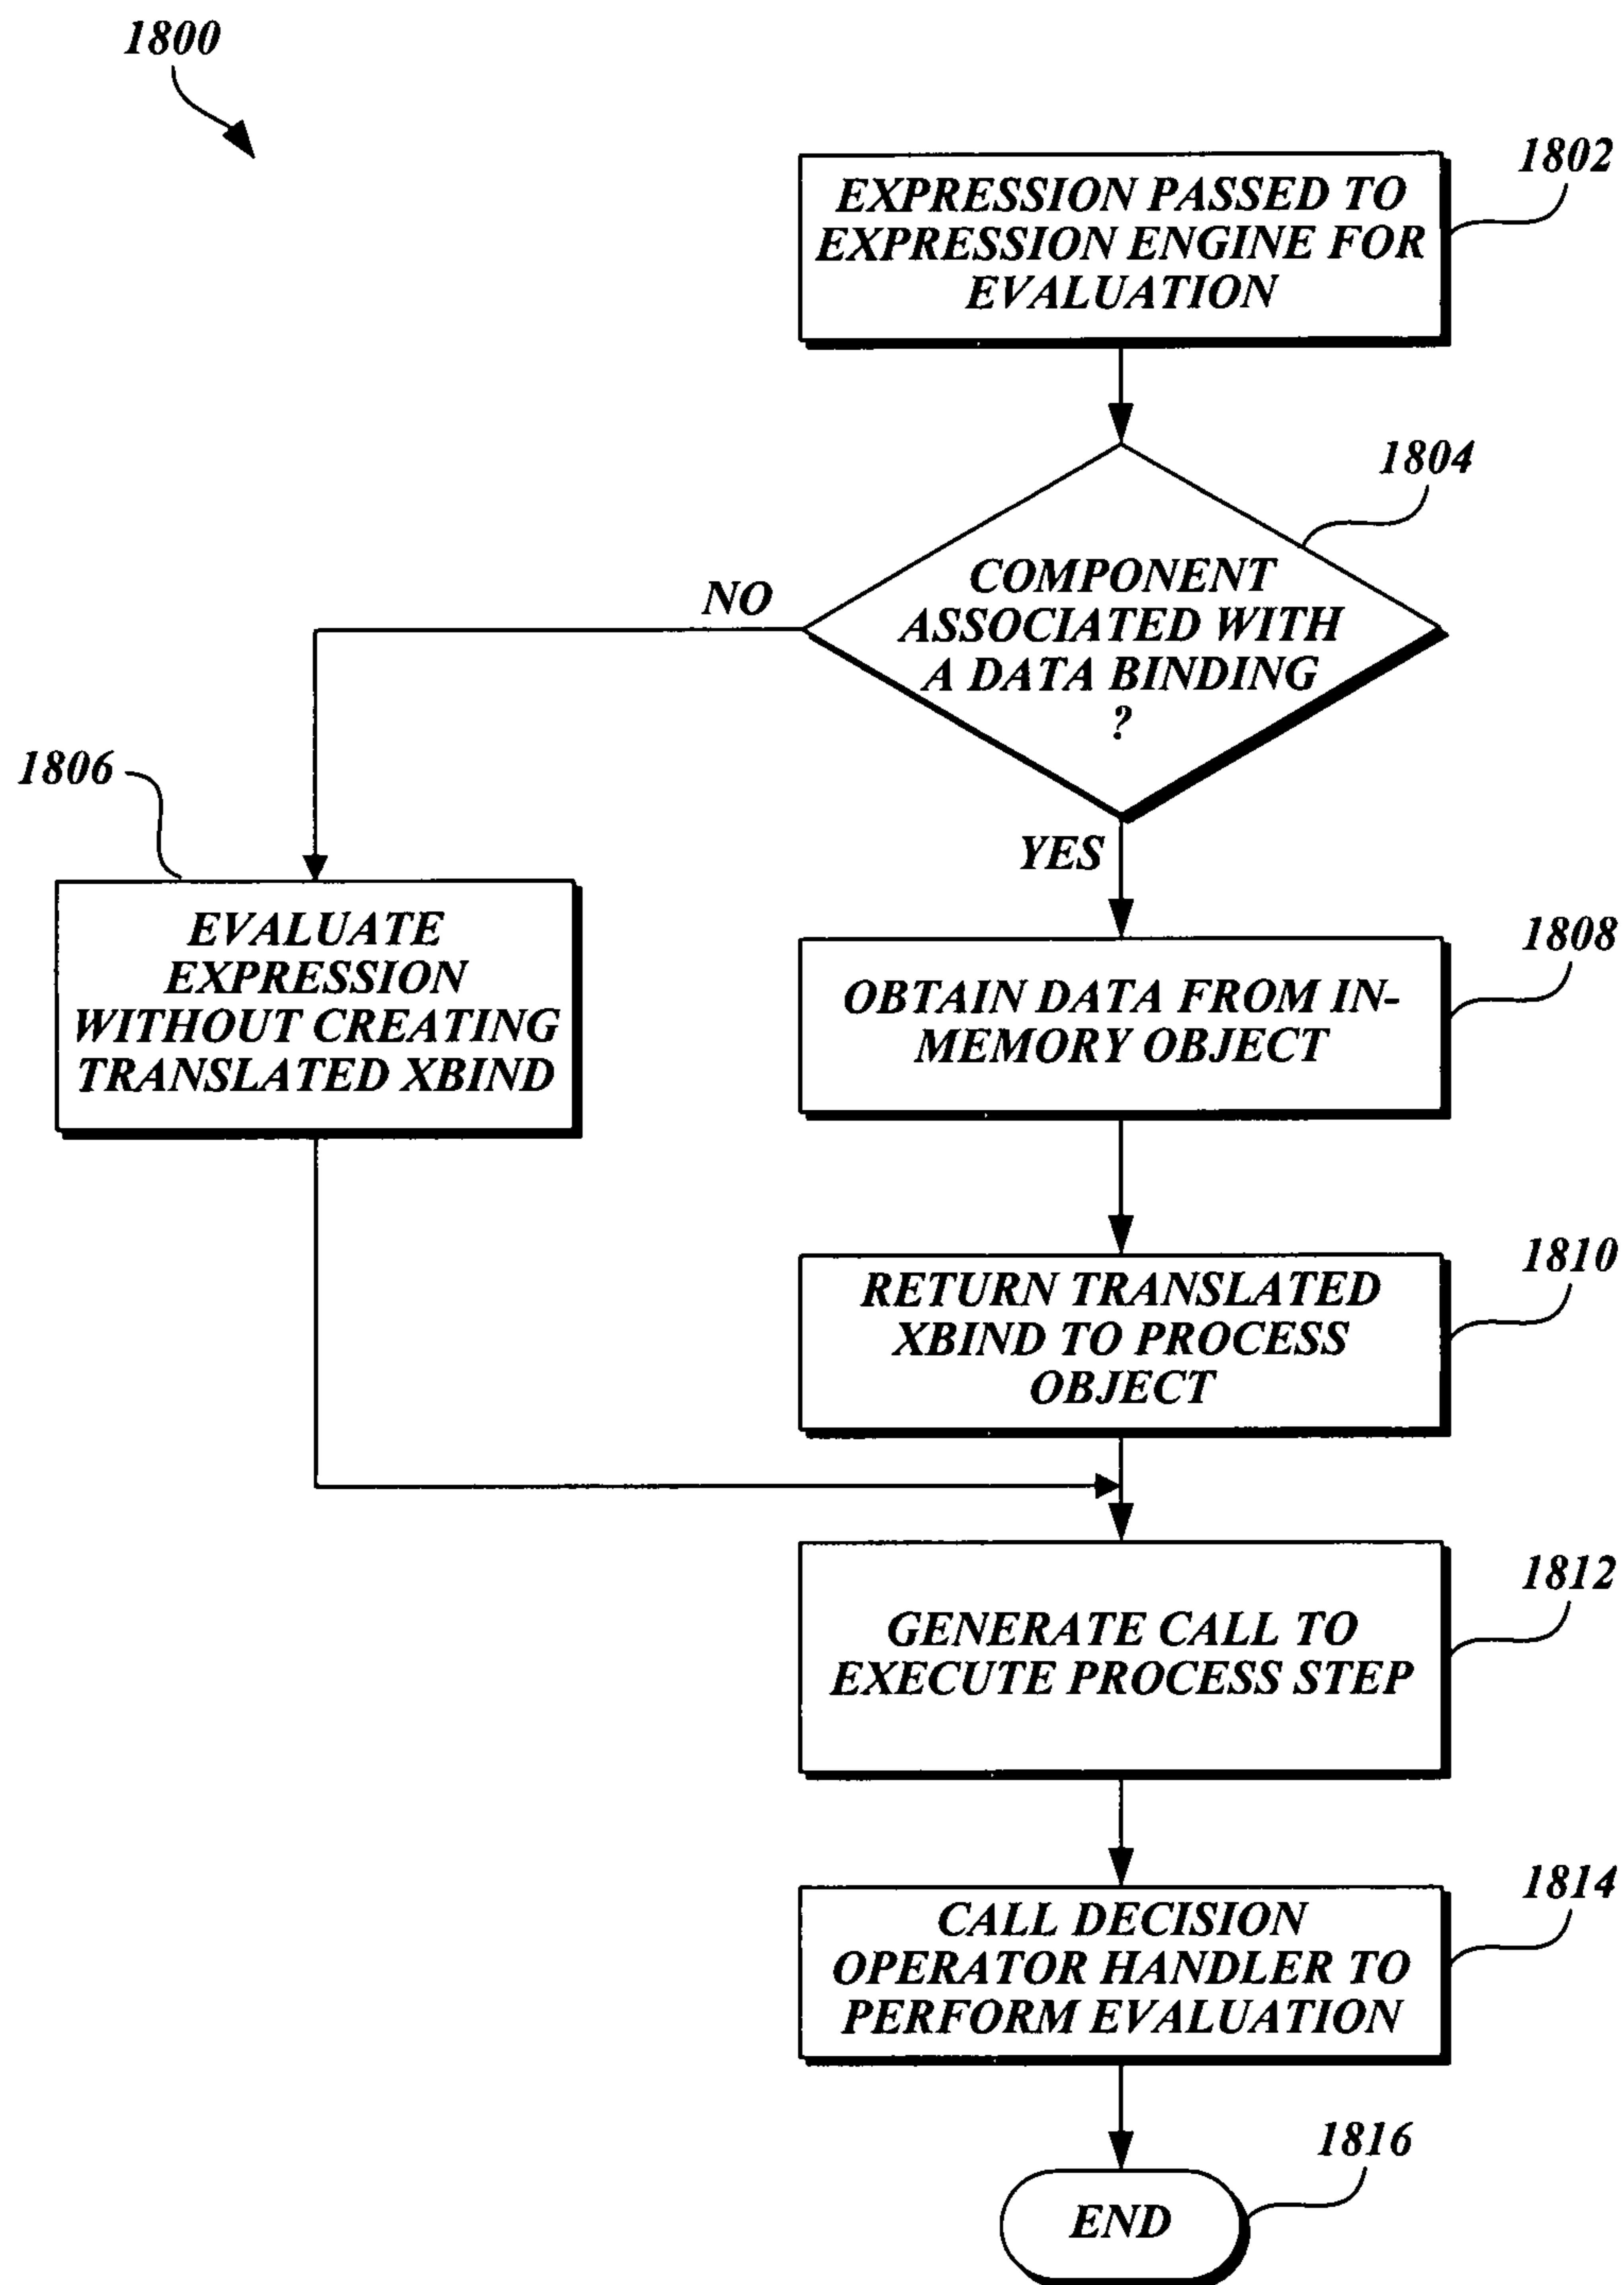 1800
1802
EXPRESSION PASSED TO
EXPRESSION ENGINE FOR
EVALUATION
1804
COMPONENT
ASSOCIATED WITH
A DATA BINDING
?
NO
YES
1806
EVALUATE
EXPRESSION
WITHOUT CREATING
TRANSLATED XBIND
1808
OBTAIN DATA FROM IN-
MEMORY OBJECT
1810
RETURN TRANSLATED
XBIND TO PROCESS
OBJECT
1812
GENERATE CALL TO
EXECUTE PROCESS STEP
1814
CALL DECISION
OPERATOR HANDLER TO
PERFORM EVALUATION
1816
END